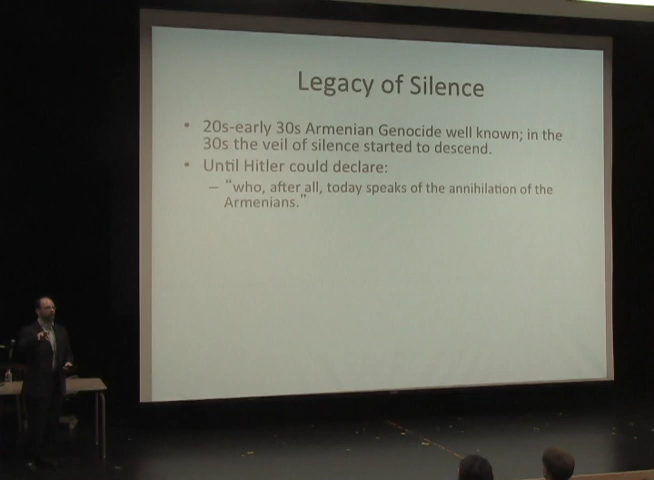 Legacy of Silence
• 20s-early 30s Armenian Genocide well known; in the
30s the veil of silence started to descend.
• Until Hitler could declare:
– “who, after all, today speaks of the annihilation of the
Armenians.”